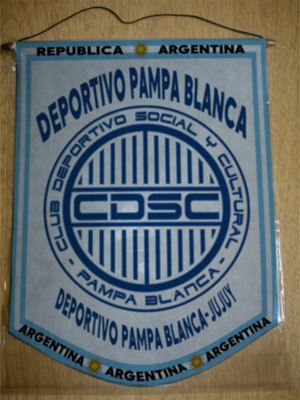 REPUBLICA ARGENTINA
DEPORTIVO PAMPA BLANCA
CLUB DEPORTIVO SOCIAL Y CULTURAL
CDSC
- PAMPA BLANCA -
DEPORTIVO PAMPA BLANCA-JUJUY
ARGENTINA ARGENTINA ARGENTINA